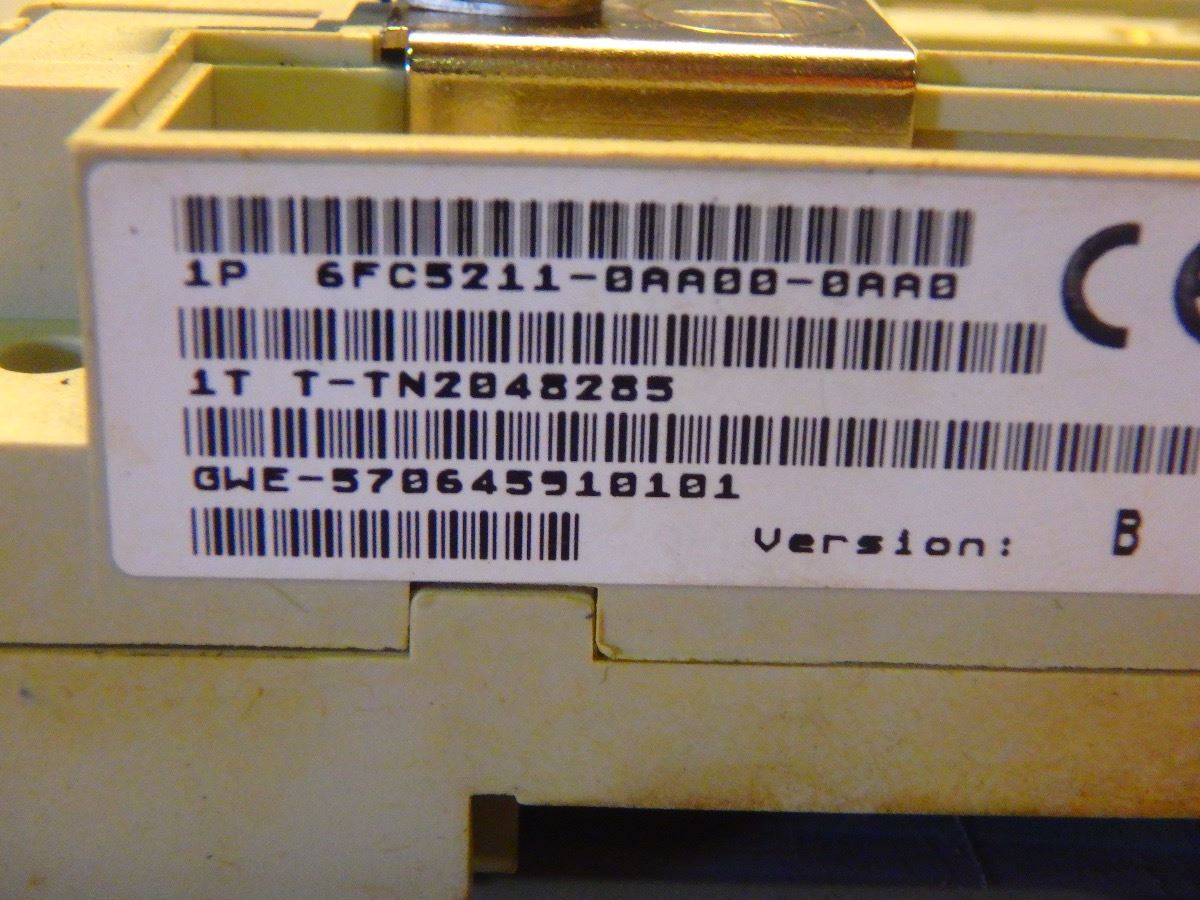 1P 6FC5211-0AA00-0AA0
CE
1T T-TN2048285
GWE-570645910101
Version: B